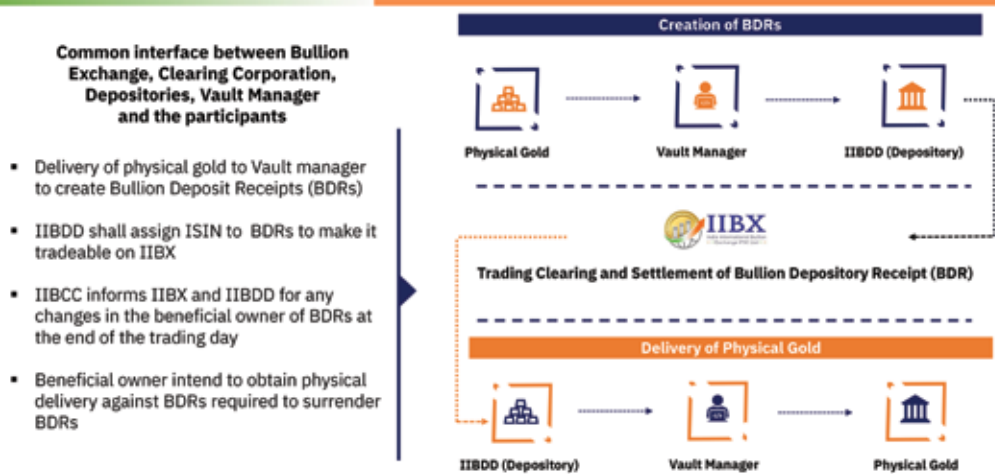 Common interface between Bullion
Exchange, Clearing Corporation,
Depositories, Vault Manager
and the participants
▪ Delivery of physical gold to Vault manager
to create Bullion Deposit Receipts (BDRs)
▪ IIBDD shall assign ISIN to BDRs to make it
tradeable on IIBX
▪ IIBCC informs IIBX and IIBDD for any
changes in the beneficial owner of BDRs at
the end of the trading day
▪ Beneficial owner intend to obtain physical
delivery against BDRs required to surrender
BDRs
Creation of BDRs
Physical Gold
Vault Manager
IIBDD (Depository)
IIBX
Trading Clearing and Settlement of Bullion Depository Receipt (BDR)
Delivery of Physical Gold
IIBDD (Depository)
Vault Manager
Physical Gold